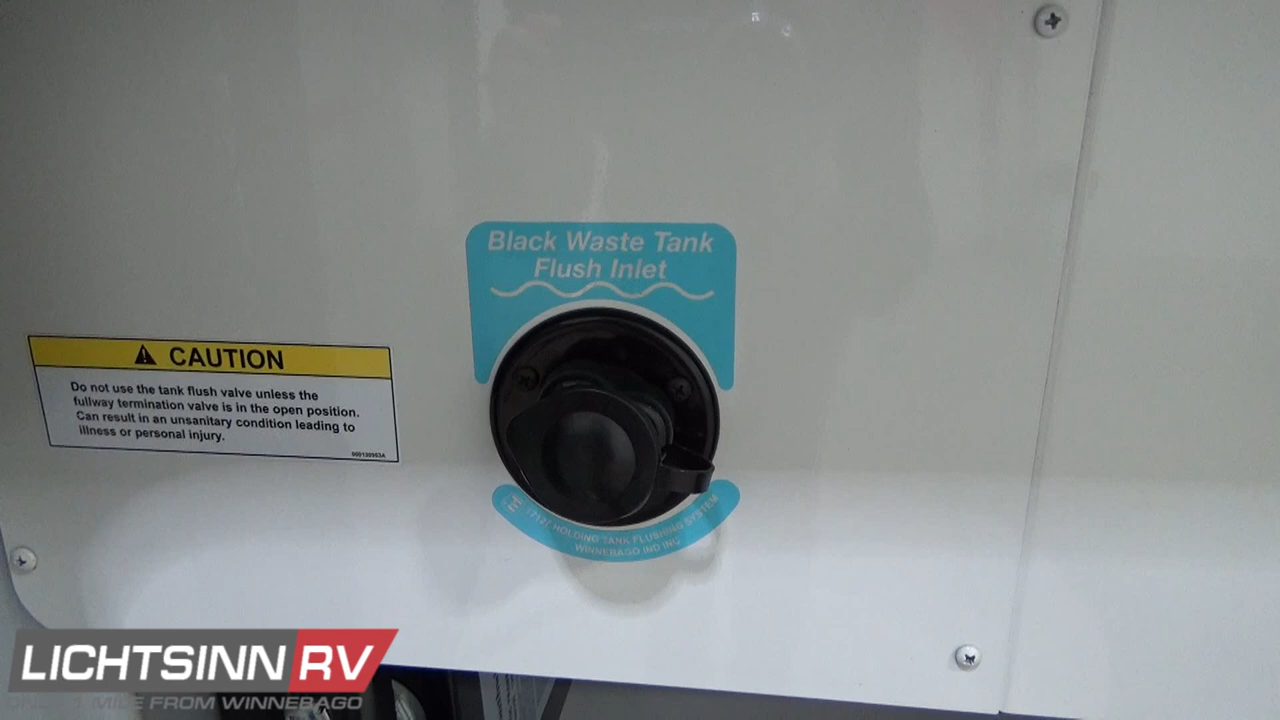 Black Waste Tank
Flush Inlet
CAUTION
Do not use the tank flush valve unless the
fullway termination valve is in the open position.
Can result in an unsanitary condition leading to
illness or personal injury.
HOLDING TANK FLUSHING SYSTEM
WINNEBAGO IND INC
LICHTSINN RV
MILE FROM WINNEBAGO